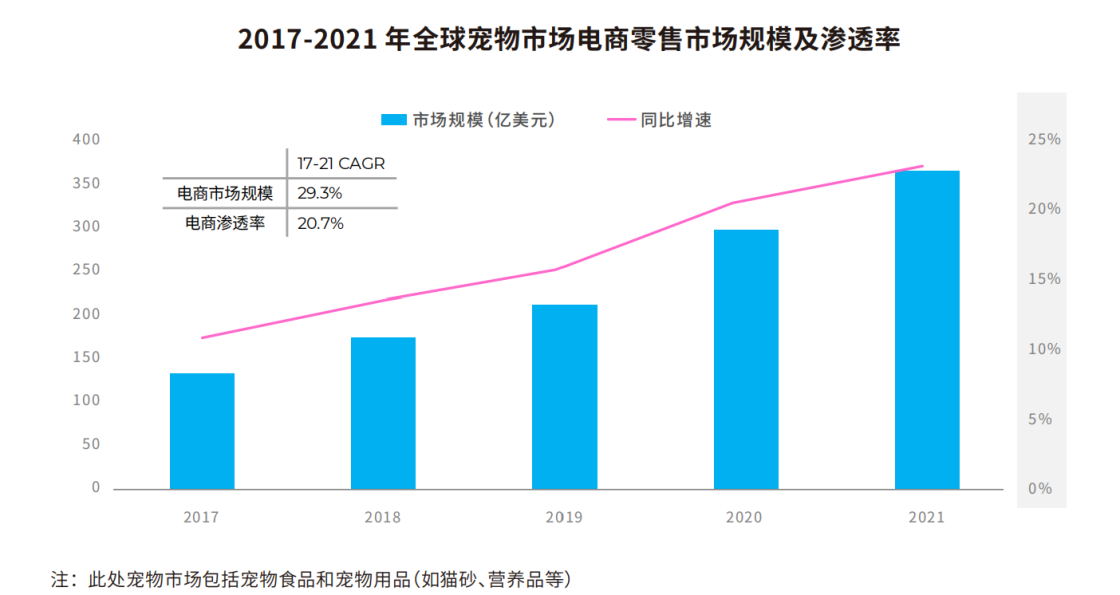 2017-2021 年全球宠物市场电商零售市场规模及渗透率
市场规模（亿美元） 同比增速
17-21 CAGR
电商市场规模 29.3%
电商渗透率 20.7%
400
350
300
250
200
150
100
50
0
25%
20%
15%
10%
5%
0%
2017 2018 2019 2020 2021
注：此处宠物市场包括宠物食品和宠物用品（如猫砂、营养品等）